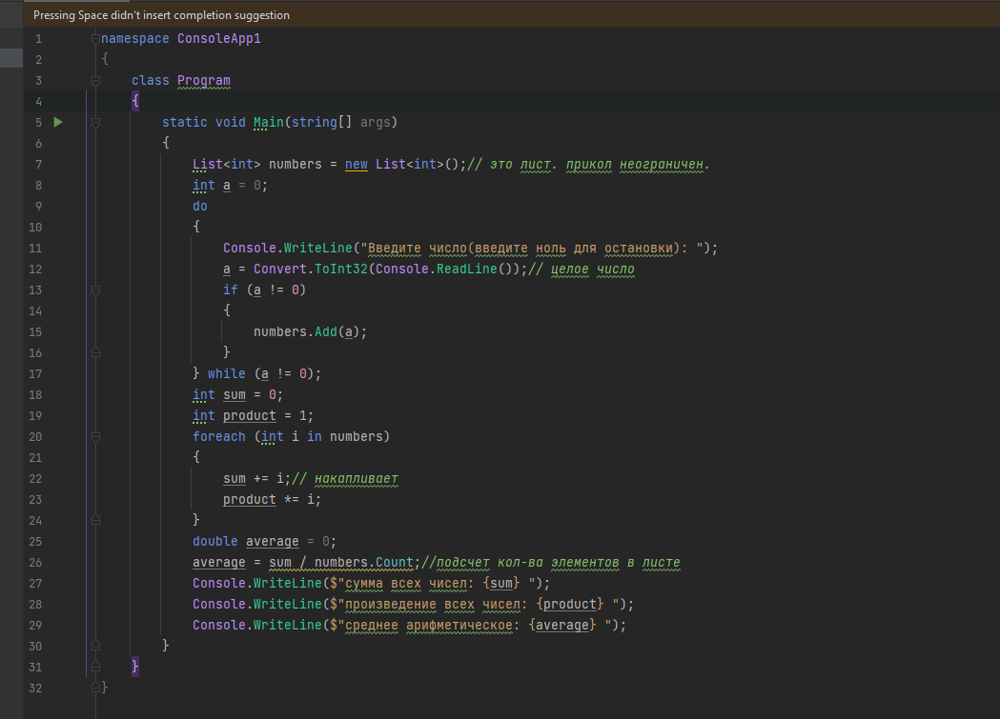 Pressing Space didn't insert completion suggestion
1 namespace ConsoleApp1
2 {
3 class Program
4 {
5 static void Main(string[] args)
6 {
7 List<int> numbers = new List<int>();// это лист. прикол неограничен.
8 int a = 0;
9 do
10 {
11 Console.WriteLine("Введите число(введите ноль для остановки): ");
12 a = Convert.ToInt32(Console.ReadLine());// целое число
13 if (a != 0)
14 {
15 numbers.Add(a);
16 }
17 } while (a != 0);
18 int sum = 0;
19 int product = 1;
20 foreach (int i in numbers)
21 {
22 sum += i;// накапливает
23 product *= i;
24 }
25 double average = 0;
26 average = sum / numbers.Count;//подсчет кол-ва элементов в листе
27 Console.WriteLine($"сумма всех чисел: {sum} ");
28 Console.WriteLine($"произведение всех чисел: {product} ");
29 Console.WriteLine($"среднее арифметическое: {average} ");
30 }
31 }
32 }